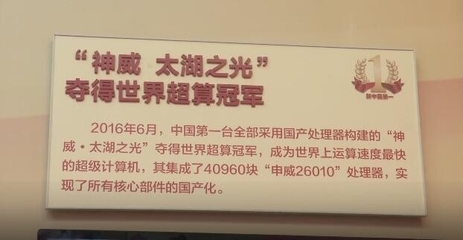 “神威 太湖之光”
夺得世界超算冠军
1
新中国第一
2016年6月，中国第一台全部采用国产处理器构建的“神
威·太湖之光”夺得世界超算冠军，成为世界上运算速度最快
的超级计算机，其集成了40960块“申威26010”处理器，实
现了所有核心部件的国产化。